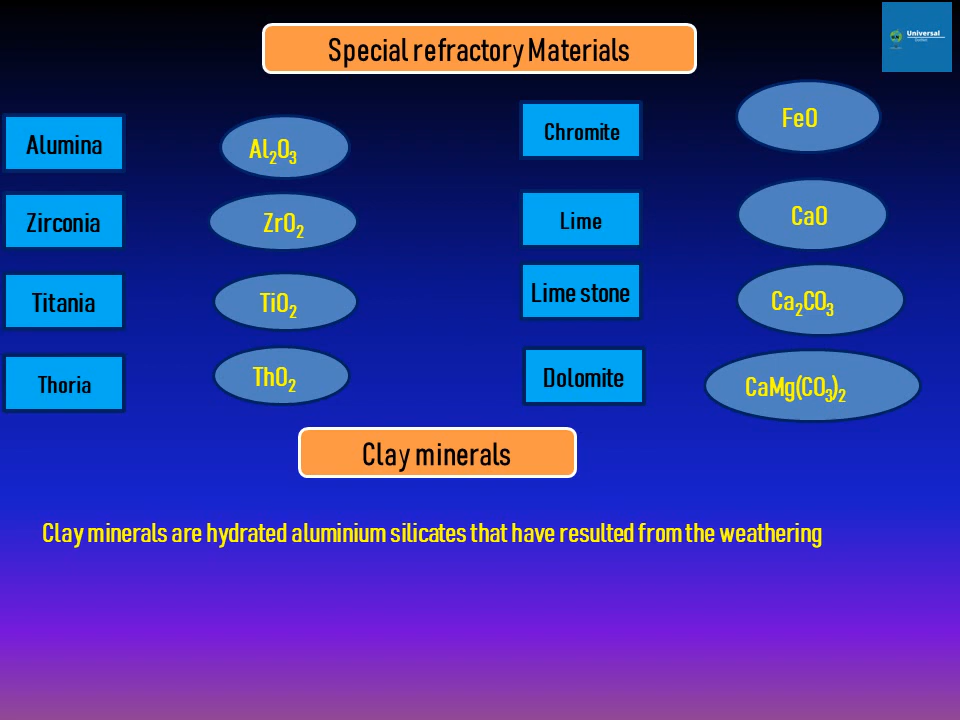 Special refractory Materials
Universal
Alumina Al₂O₃ Chromite FeO
Zirconia ZrO₂ Lime CaO
Titania TiO₂ Lime stone Ca₂CO₃
Thoria ThO₂ Dolomite CaMg(CO₃)₂
Clay minerals
Clay minerals are hydrated aluminium silicates that have resulted from the weathering